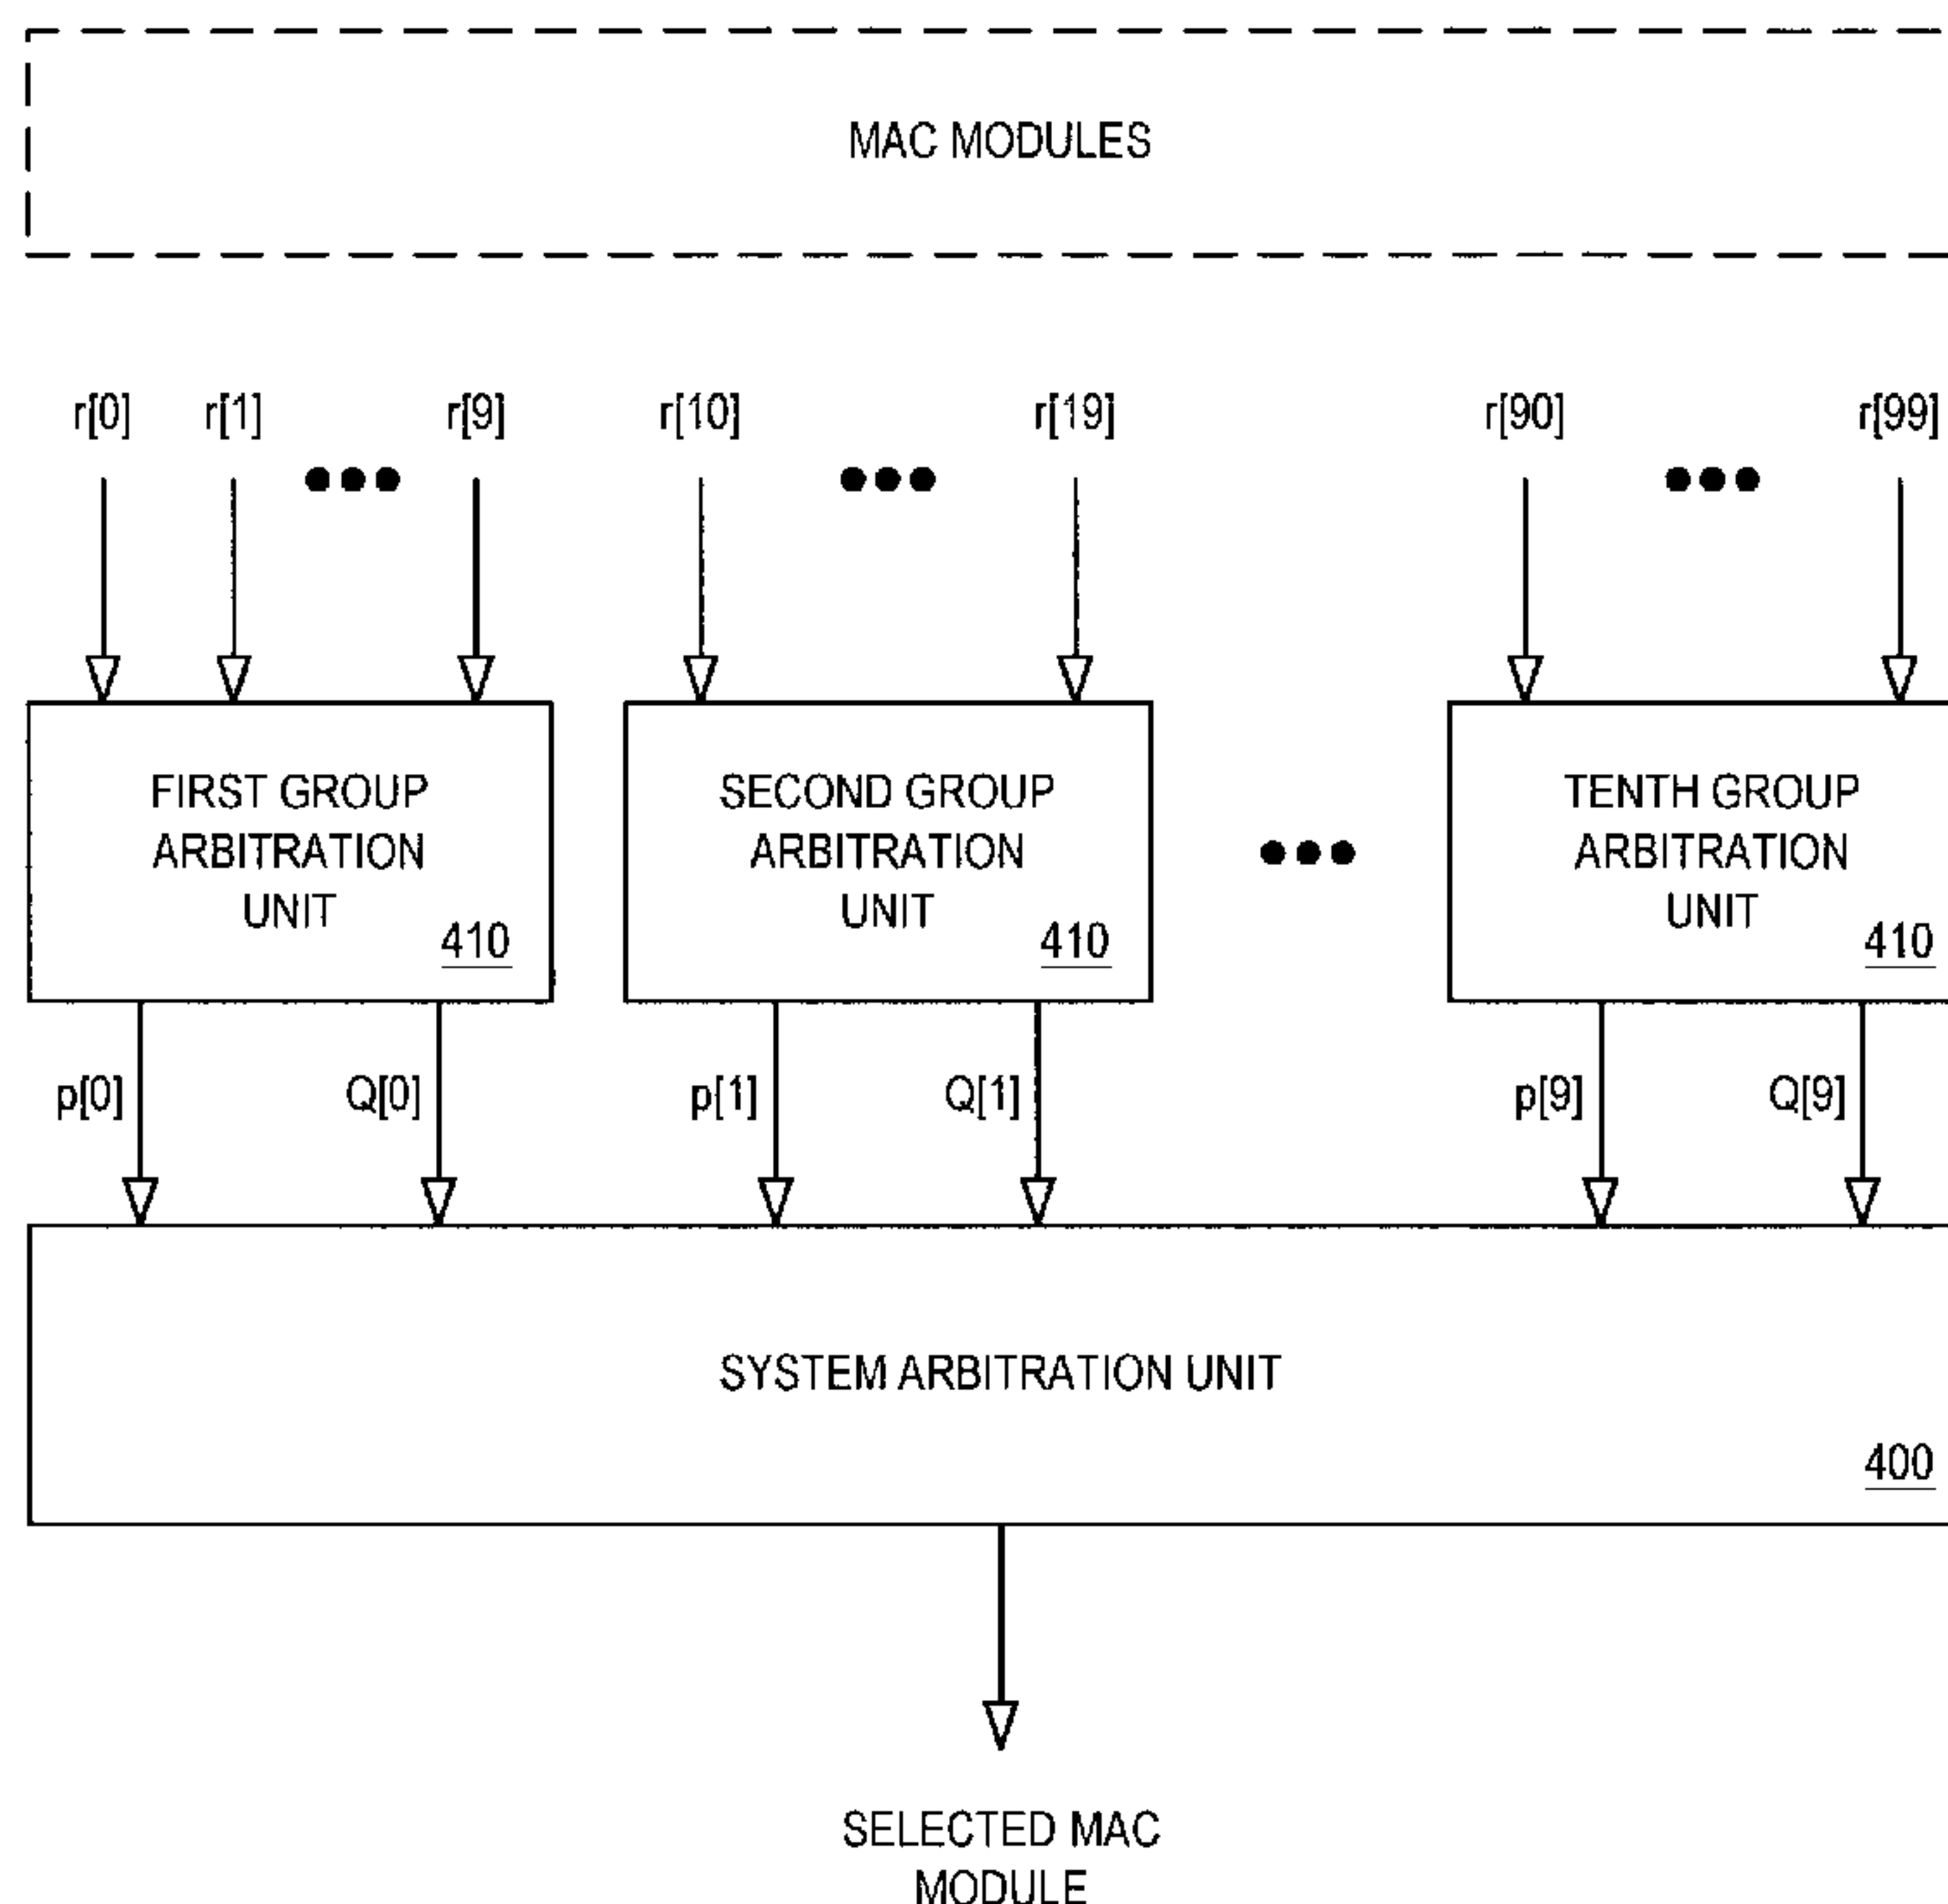 MAC MODULES
r[0] r[1] r[9] r[10] r[19] r[90] r[99]
FIRST GROUP
ARBITRATION
UNIT
410
SECOND GROUP
ARBITRATION
UNIT
410
TENTH GROUP
ARBITRATION
UNIT
410
p[0] Q[0] p[1] Q[1] p[9] Q[9]
SYSTEM ARBITRATION UNIT
400
SELECTED MAC
MODULE